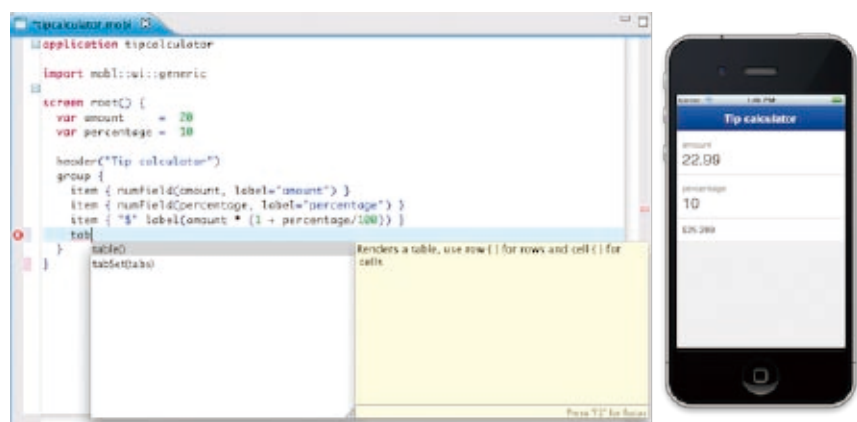 *tipcalculator.mobl
application tipcalculator
import mobl::ui::generic
screen root() {
var amount = 20
var percentage = 10
header("Tip calculator")
group {
item { numField(amount, label="amount") }
item { numField(percentage, label="percentage") }
item { "$" label(amount * (1 + percentage/100)) }
tab
}
}
table()
tabSet(tabs)
Renders a table, use row { } for rows and cell { } for
cells
Press 'F2' for focus
Tip calculator
amount
22.99
percentage
10
$25.289